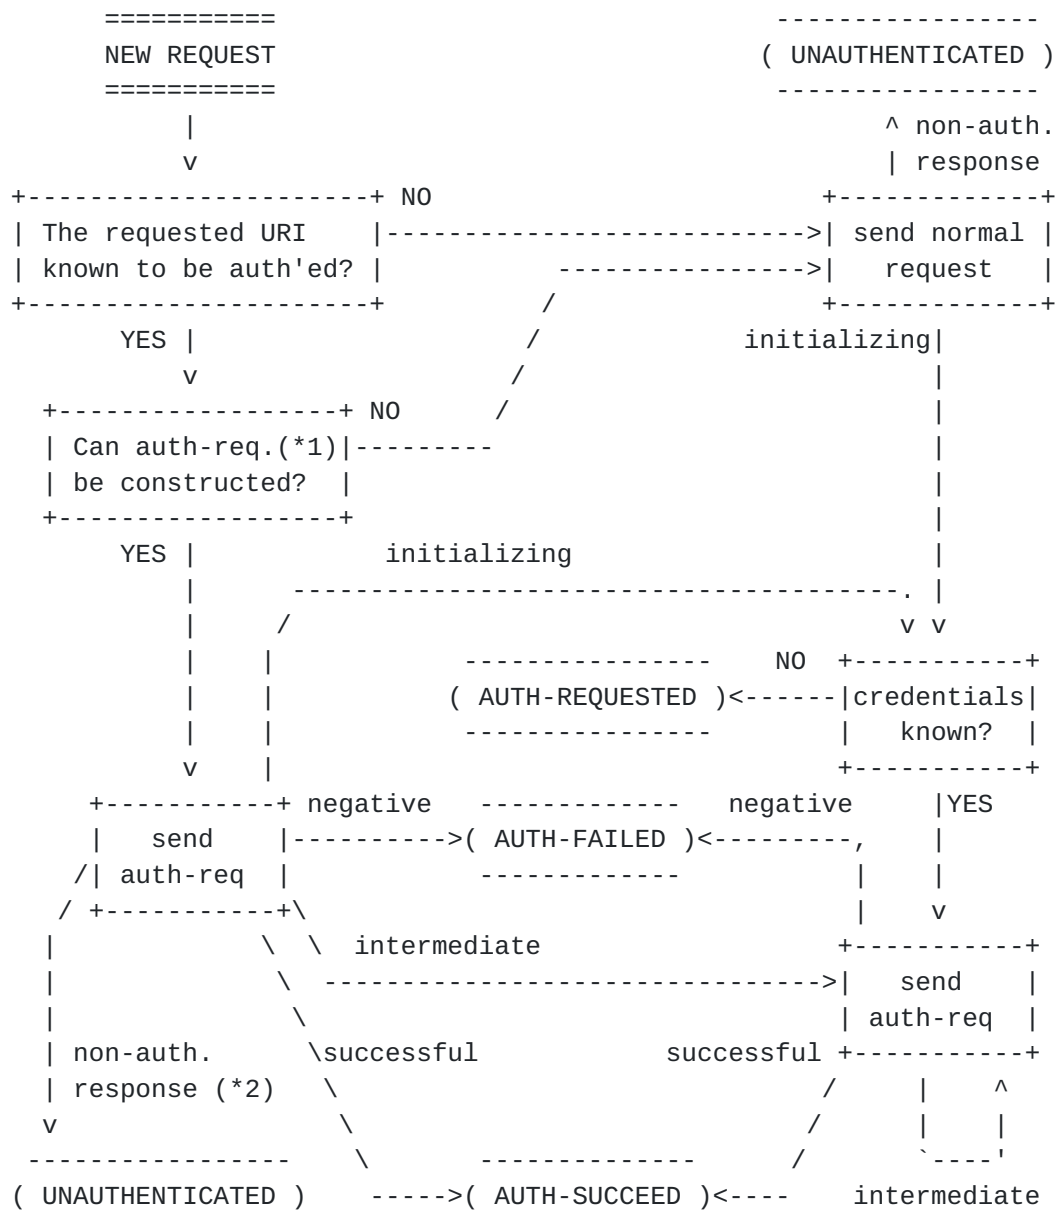 ===========                                -----------------
NEW REQUEST                               ( UNAUTHENTICATED )
===========                                -----------------
^ non-auth.
v | response
NO
The requested URI send normal
known to be auth'ed? request
YES initializing
v
NO
Can auth-req.(*1)
be constructed?
YES initializing
v v
NO
( AUTH-REQUESTED )<------|credentials|
known?
v
negative negative YES
send ( AUTH-FAILED )
auth-req
v
intermediate
send
auth-req
non-auth. successful successful
response (*2) ^
v
( UNAUTHENTICATED ) ----->( AUTH-SUCCEED )<---- intermediate